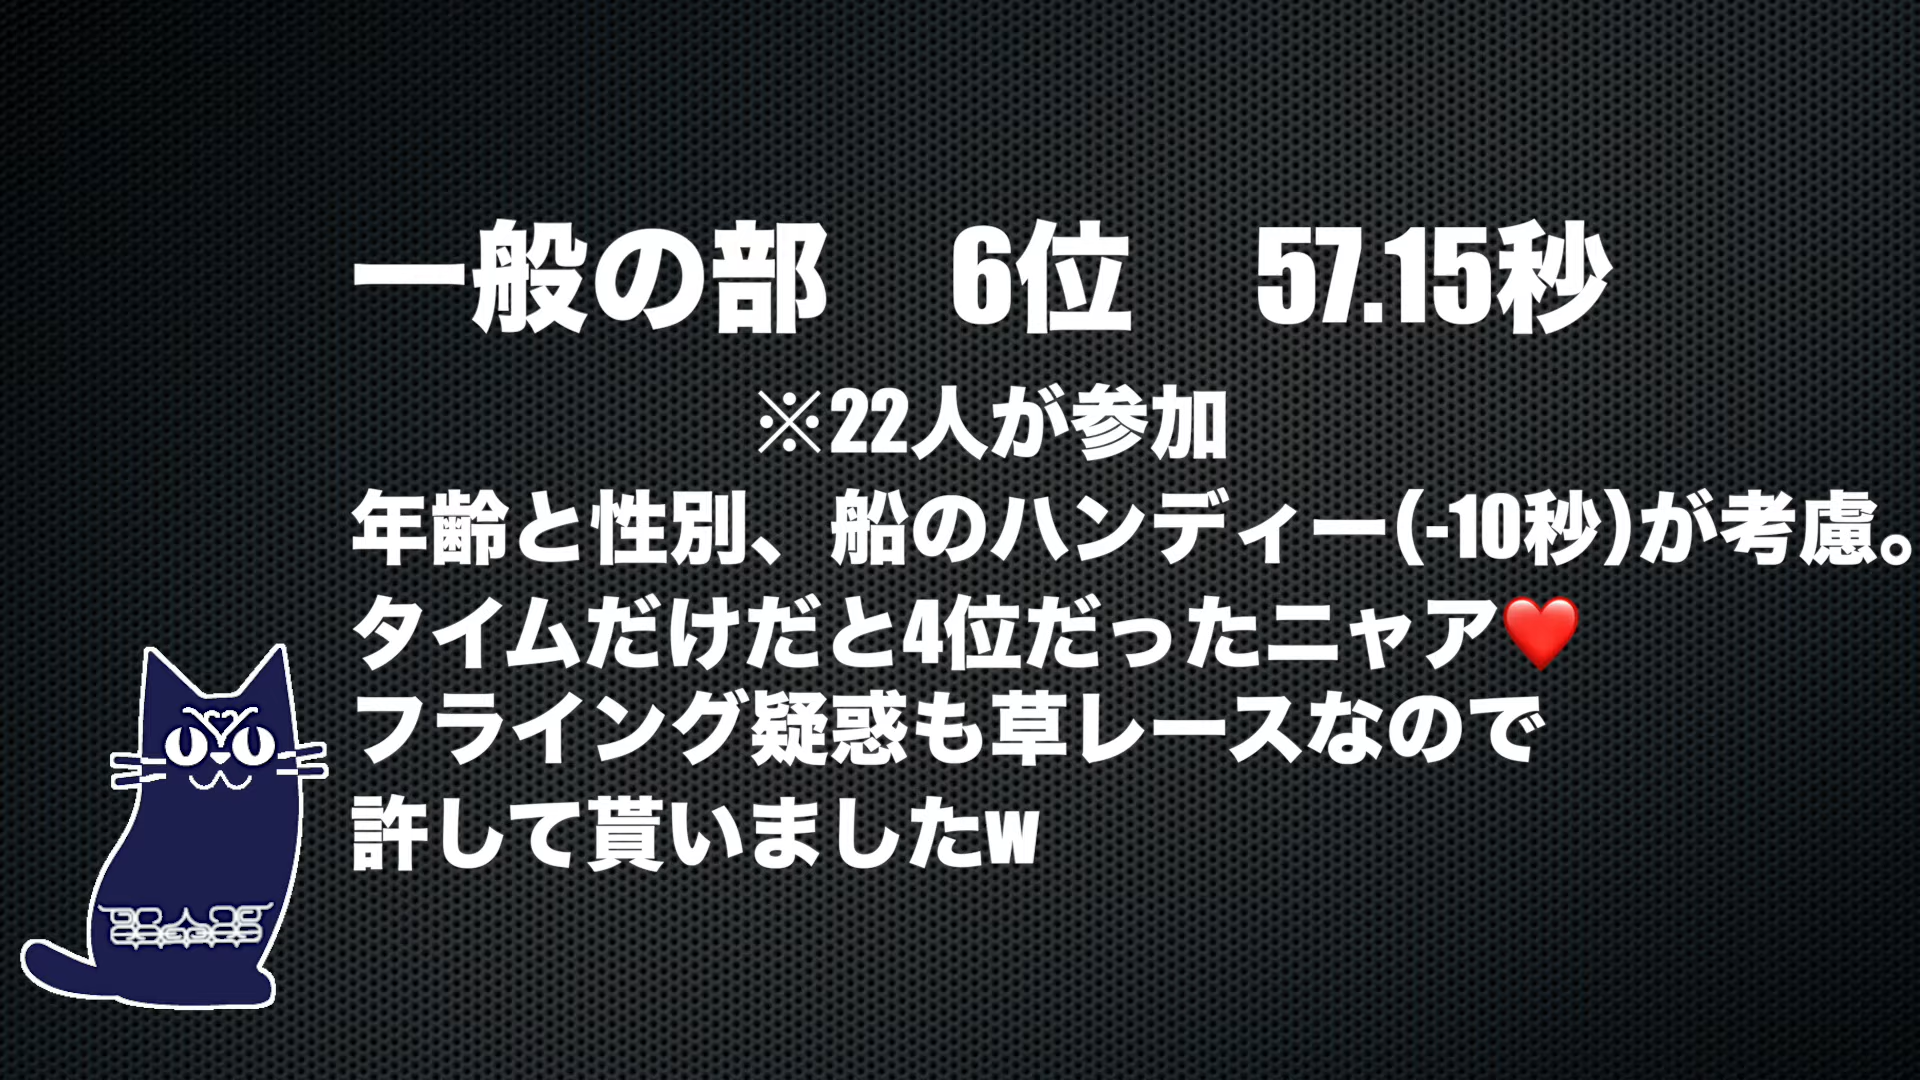 一般の部　6位　57.15秒
※22人が参加
年齢と性別、船のハンディー(-10秒)が考慮。
タイムだけだと4位だったニャア❤️
フライング疑惑も草レースなので
許して貰いましたw